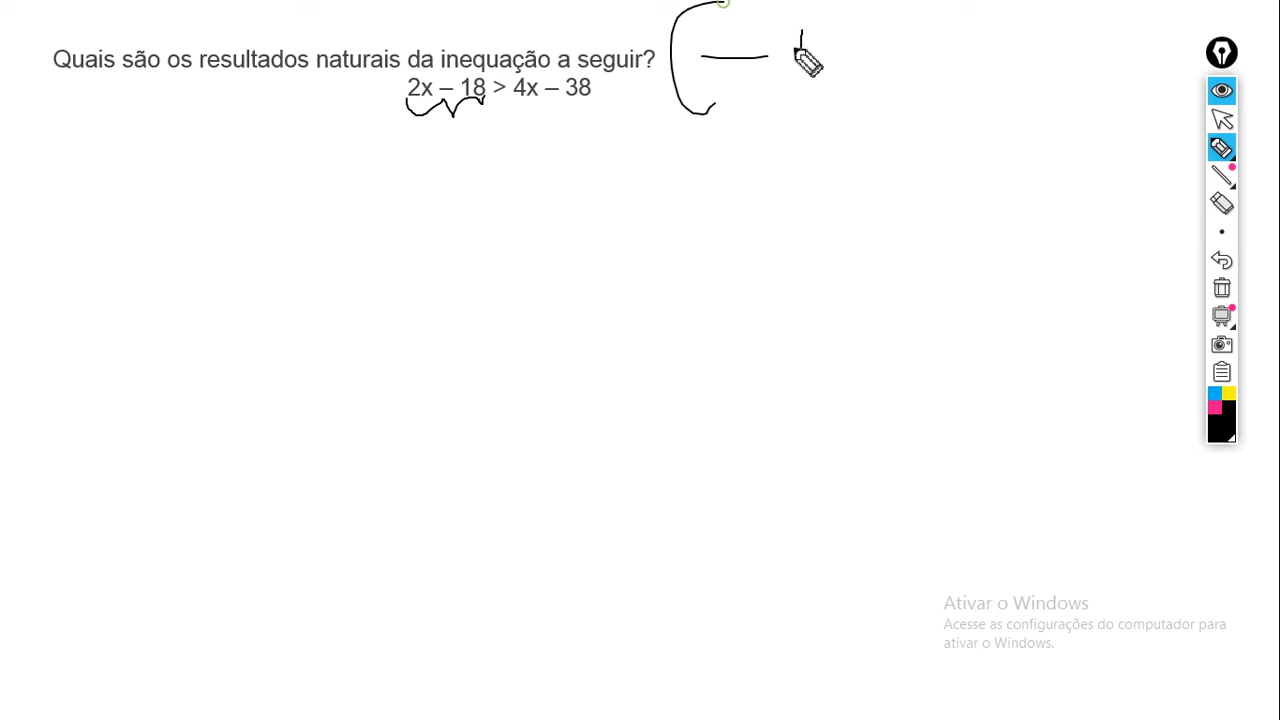 Quais são os resultados naturais da inequação a seguir?
2x – 18 > 4x – 38
Ativar o Windows
Acesse as configurações do computador para
ativar o Windows.